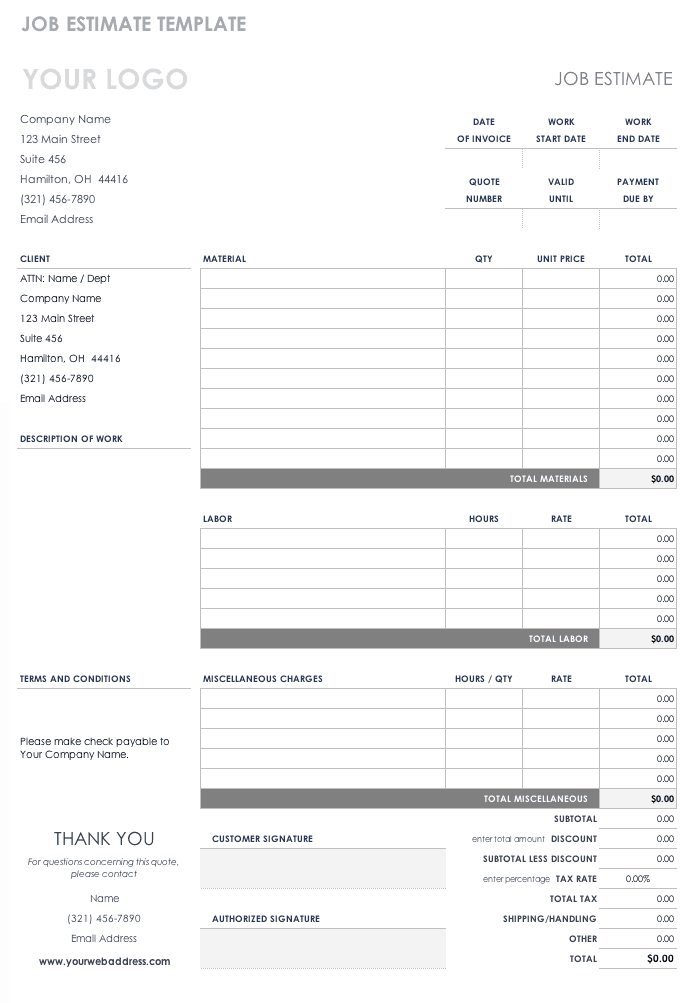 JOB ESTIMATE TEMPLATE
YOUR LOGO
JOB ESTIMATE
Company Name
123 Main Street
Suite 456
Hamilton, OH 44416
(321) 456-7890
Email Address
DATE WORK WORK
OF INVOICE START DATE END DATE
QUOTE VALID PAYMENT
NUMBER UNTIL DUE BY
CLIENT
ATTN: Name / Dept
Company Name
123 Main Street
Suite 456
Hamilton, OH 44416
(321) 456-7890
Email Address
DESCRIPTION OF WORK
MATERIAL QTY UNIT PRICE TOTAL
0.00
0.00
0.00
0.00
0.00
0.00
0.00
0.00
0.00
0.00
TOTAL MATERIALS $0.00
LABOR HOURS RATE TOTAL
0.00
0.00
0.00
0.00
0.00
TOTAL LABOR $0.00
TERMS AND CONDITIONS
Please make check payable to
Your Company Name.
MISCELLANEOUS CHARGES HOURS / QTY RATE TOTAL
0.00
0.00
0.00
0.00
0.00
TOTAL MISCELLANEOUS $0.00
SUBTOTAL 0.00
enter total amount DISCOUNT 0.00
SUBTOTAL LESS DISCOUNT 0.00
enter percentage TAX RATE 0.00%
TOTAL TAX 0.00
SHIPPING/HANDLING 0.00
OTHER 0.00
TOTAL $0.00
THANK YOU
For questions concerning this quote,
please contact
Name
(321) 456-7890
Email Address
www.yourwebaddress.com
CUSTOMER SIGNATURE
AUTHORIZED SIGNATURE